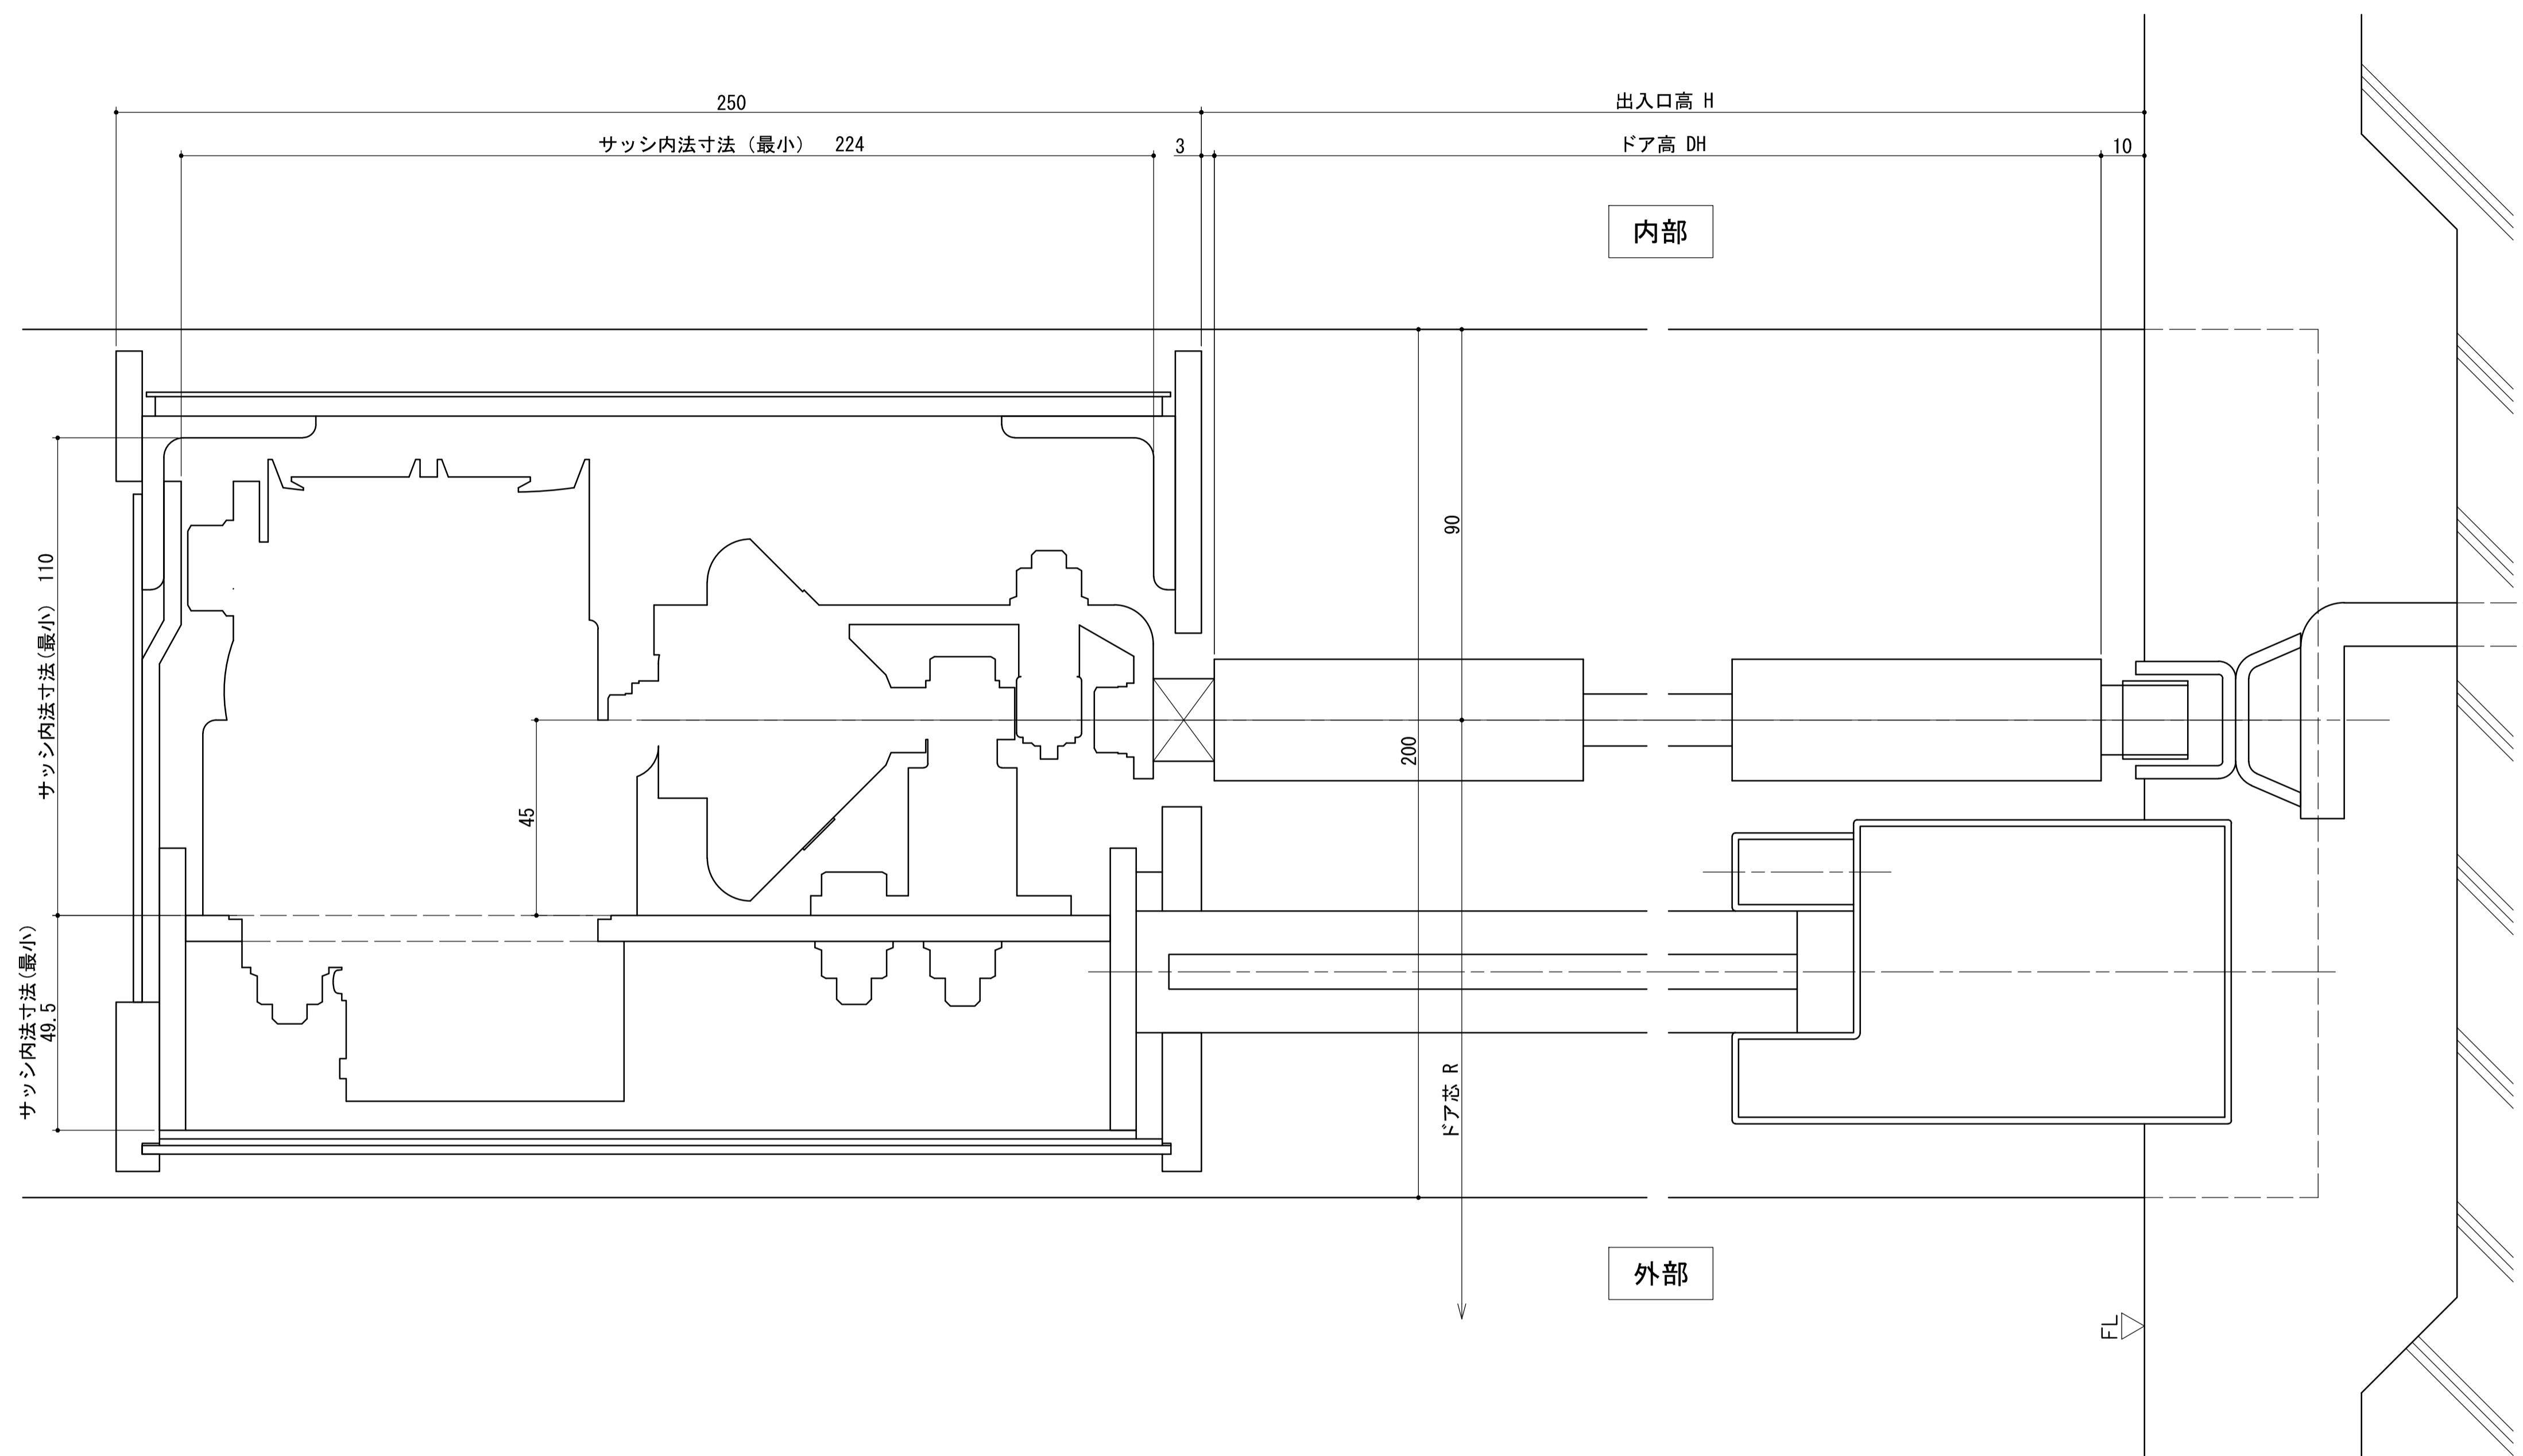 250
出入口高 H
サッシ内法寸法 (最小) 224
3
ドア高 DH
10
内部
サッシ内法寸法(最小) 110
90
200
45
サッシ内法寸法(最小)
49.5
ドア芯 R
外部
FL